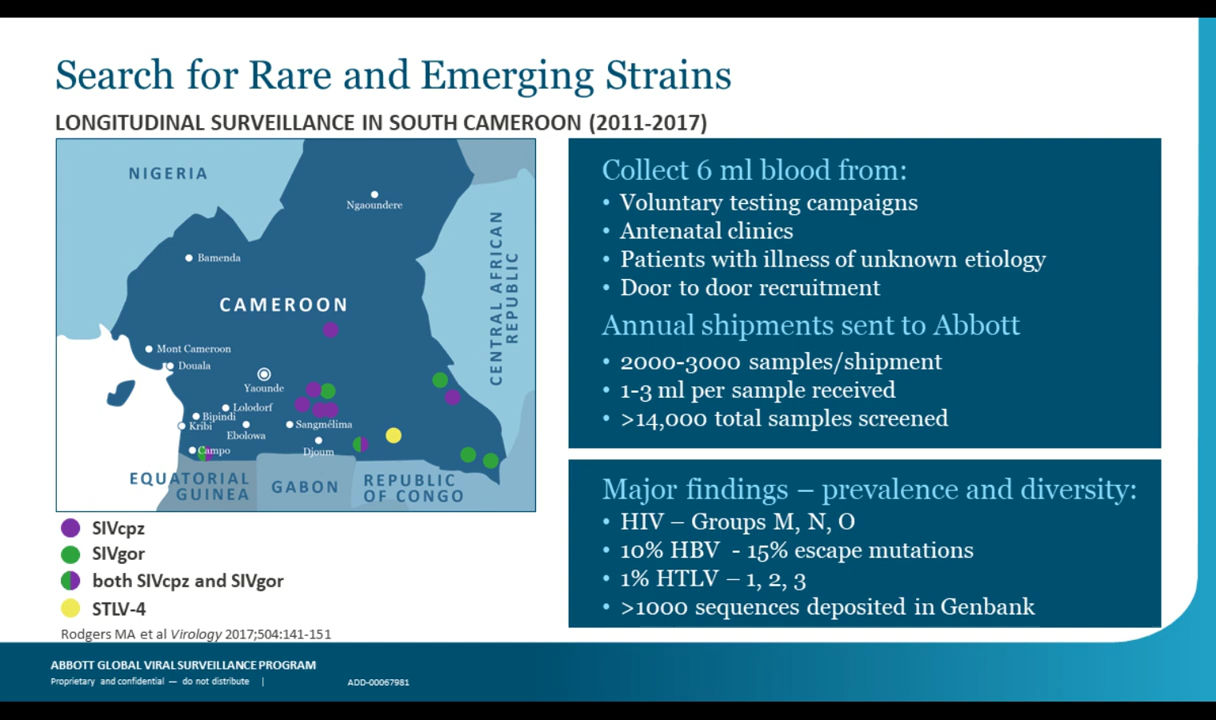 Search for Rare and Emerging Strains
LONGITUDINAL SURVEILLANCE IN SOUTH CAMEROON (2011-2017)
NIGERIA
Ngaoundere
Bamenda
CAMEROON
CENTRAL AFRICAN
REPUBLIC
Mont Cameroon
Douala
Yaounde
Lolodorf
Bipindi
Kribi
Ebolowa
Sangmélima
Campo
Djoum
EQUATORIAL
GUINEA
GABON
REPUBLIC
OF CONGO
SIVcpz
SIVgor
both SIVcpz and SIVgor
STLV-4
Rodgers MA et al Virology 2017;504:141-151
Collect 6 ml blood from:
• Voluntary testing campaigns
• Antenatal clinics
• Patients with illness of unknown etiology
• Door to door recruitment
Annual shipments sent to Abbott
• 2000-3000 samples/shipment
• 1-3 ml per sample received
• >14,000 total samples screened
Major findings – prevalence and diversity:
• HIV – Groups M, N, O
• 10% HBV - 15% escape mutations
• 1% HTLV – 1, 2, 3
• >1000 sequences deposited in Genbank
ABBOTT GLOBAL VIRAL SURVEILLANCE PROGRAM
Proprietary and confidential — do not distribute | ADD-00067981